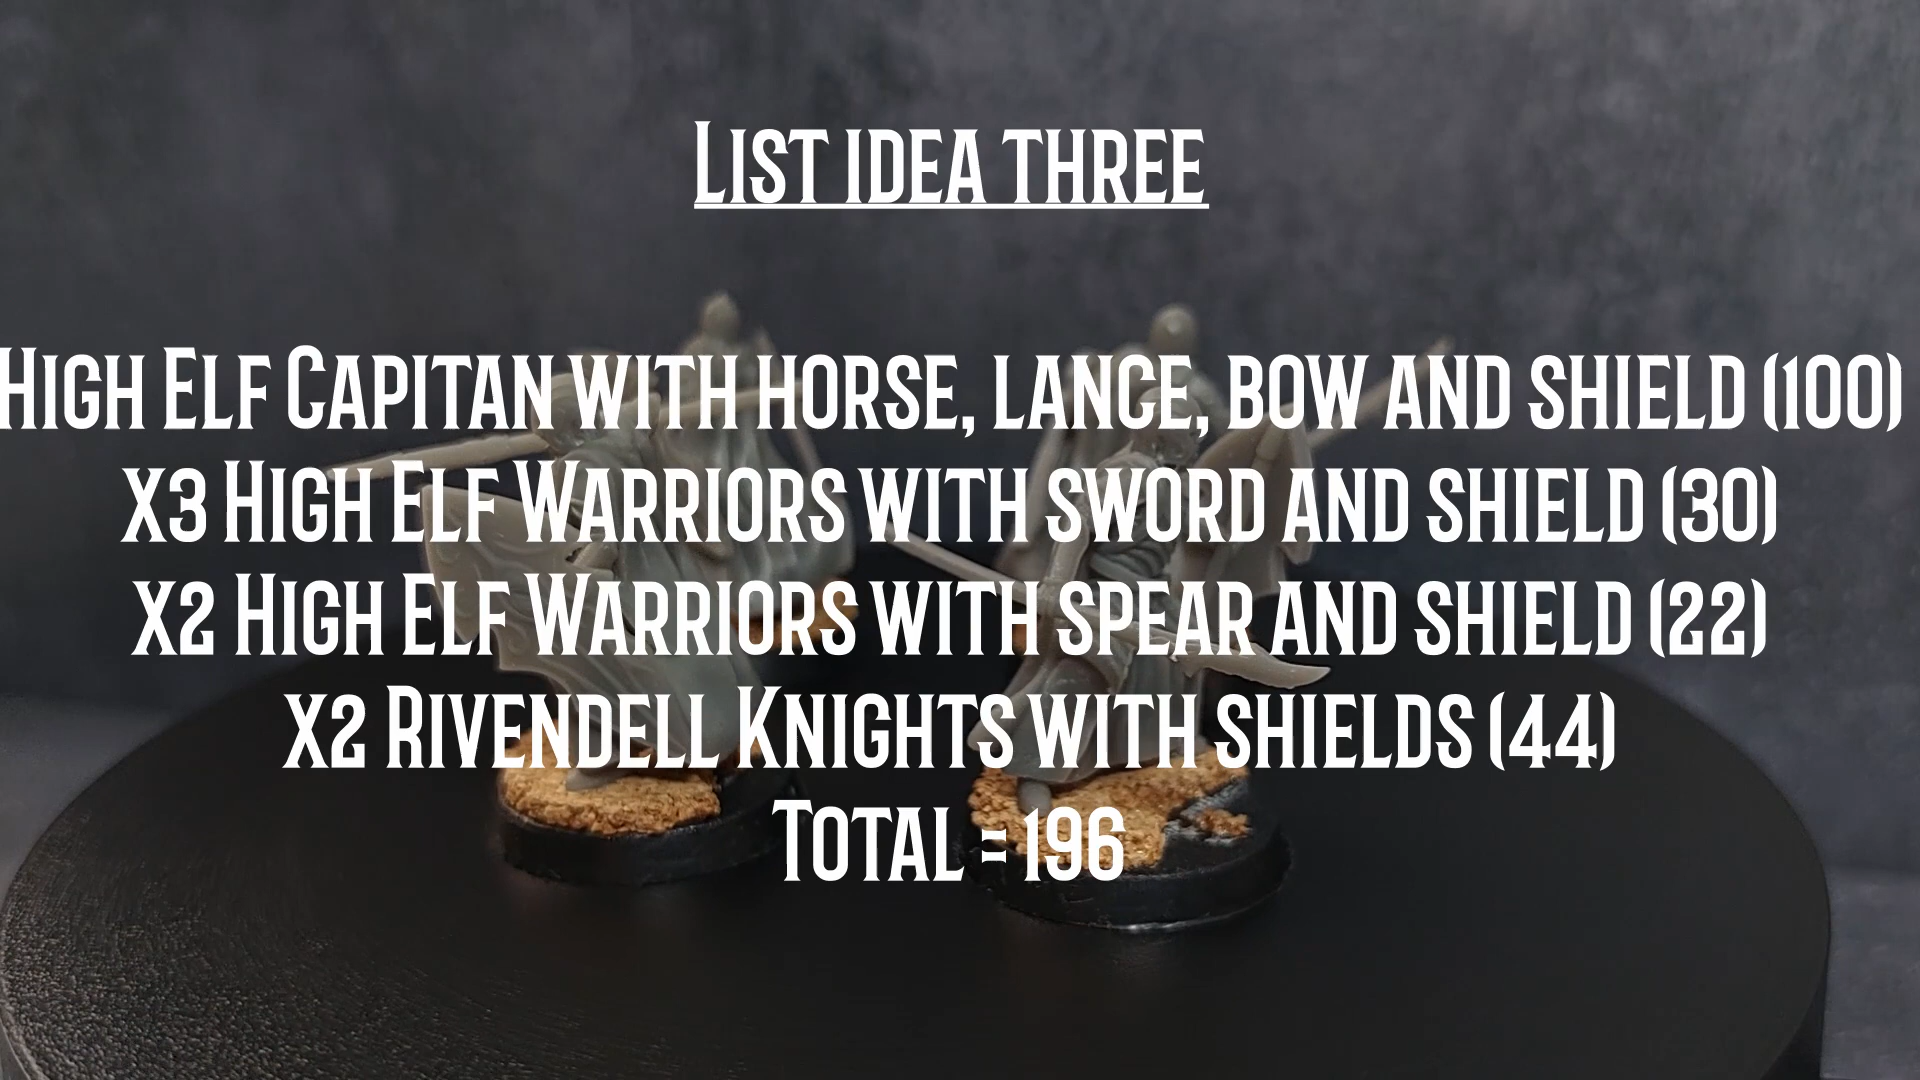 List idea three
High Elf Capitan with horse, lance, bow and shield (100)
x3 High Elf Warriors with sword and shield (30)
x2 High Elf Warriors with spear and shield (22)
x2 Rivendell Knights with shields (44)
Total = 196